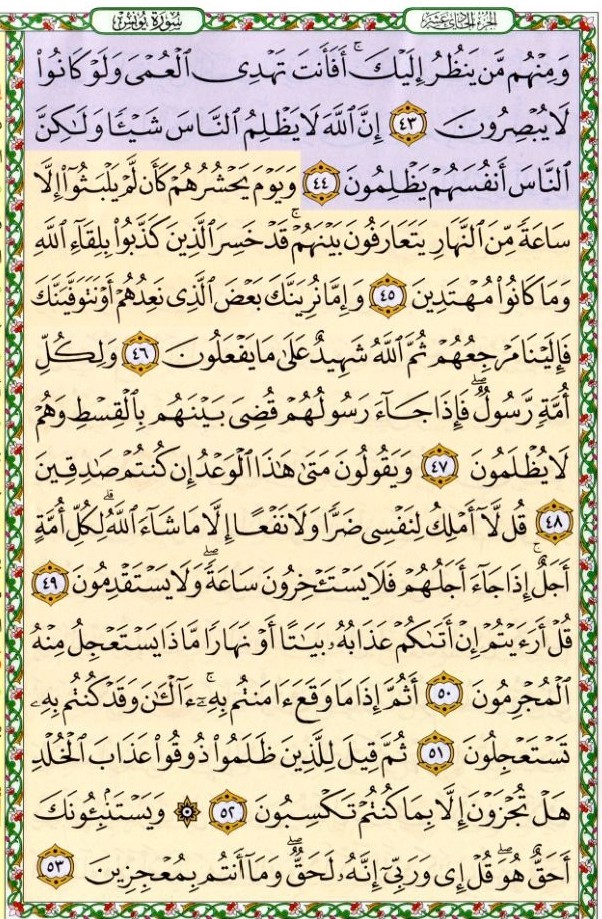 الجزء الحادي عشر سورة يونس
وَمِنْهُم مَّن يَنظُرُ إِلَيْكَ ۚ أَفَأَنتَ تَهْدِى ٱلْعُمْىَ وَلَوْ كَانُوا۟
لَا يُبْصِرُونَ ٤٣ إِنَّ ٱللَّهَ لَا يَظْلِمُ ٱلنَّاسَ شَيْـًٔا وَلَـٰكِنَّ
ٱلنَّاسَ أَنفُسَهُمْ يَظْلِمُونَ ٤٤ وَيَوْمَ يَحْشُرُهُمْ كَأَن لَّمْ يَلْبَثُوٓا۟ إِلَّا
سَاعَةً مِّنَ ٱلنَّهَارِ يَتَعَارَفُونَ بَيْنَهُمْ ۚ قَدْ خَسِرَ ٱلَّذِينَ كَذَّبُوا۟ بِلِقَآءِ ٱللَّهِ
وَمَا كَانُوا۟ مُهْتَدِينَ ٤٥ وَإِمَّا نُرِيَنَّكَ بَعْضَ ٱلَّذِى نَعِدُهُمْ أَوْ نَتَوَفَّيَنَّكَ
فَإِلَيْنَا مَرْجِعُهُمْ ثُمَّ ٱللَّهُ شَهِيدٌ عَلَىٰ مَا يَفْعَلُونَ ٤٦ وَلِكُلِّ
أُمَّةٍ رَّسُولٌ ۖ فَإِذَا جَآءَ رَسُولُهُمْ قُضِىَ بَيْنَهُم بِٱلْقِسْطِ وَهُمْ
لَا يُظْلَمُونَ ٤٧ وَيَقُولُونَ مَتَىٰ هَـٰذَا ٱلْوَعْدُ إِن كُنتُمْ صَـٰدِقِينَ
٤٨ قُل لَّآ أَمْلِكُ لِنَفْسِى ضَرًّا وَلَا نَفْعًا إِلَّا مَا شَآءَ ٱللَّهُ ۗ لِكُلِّ أُمَّةٍ
أَجَلٌ ۚ إِذَا جَآءَ أَجَلُهُمْ فَلَا يَسْتَـْٔخِرُونَ سَاعَةً ۖ وَلَا يَسْتَقْدِمُونَ ٤٩
قُلْ أَرَءَيْتُمْ إِنْ أَتَىٰكُمْ عَذَابُهُۥ بَيَـٰتًا أَوْ نَهَارًا مَّاذَا يَسْتَعْجِلُ مِنْهُ
ٱلْمُجْرِمُونَ ٥٠ أَثُمَّ إِذَا مَا وَقَعَ ءَامَنتُم بِهِۦٓ ۚ ءَآلْـَٔـٰنَ وَقَدْ كُنتُم بِهِۦ
تَسْتَعْجِلُونَ ٥١ ثُمَّ قِيلَ لِلَّذِينَ ظَلَمُوا۟ ذُوقُوا۟ عَذَابَ ٱلْخُلْدِ
هَلْ تُجْزَوْنَ إِلَّا بِمَا كُنتُمْ تَكْسِبُونَ ٥٢ ۞ وَيَسْتَنۢبِـُٔونَكَ
أَحَقٌّ هُوَ ۖ قُلْ إِى وَرَبِّىٓ إِنَّهُۥ لَحَقٌّ ۖ وَمَآ أَنتُم بِمُعْجِزِينَ ٥٣